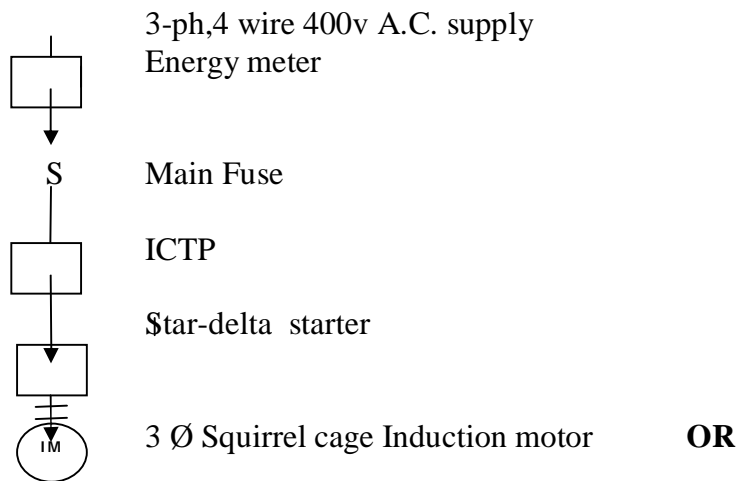 3-ph,4 wire 400v A.C. supply
Energy meter
S Main Fuse
ICTP
Star-delta starter
IM 3 Ø Squirrel cage Induction motor OR